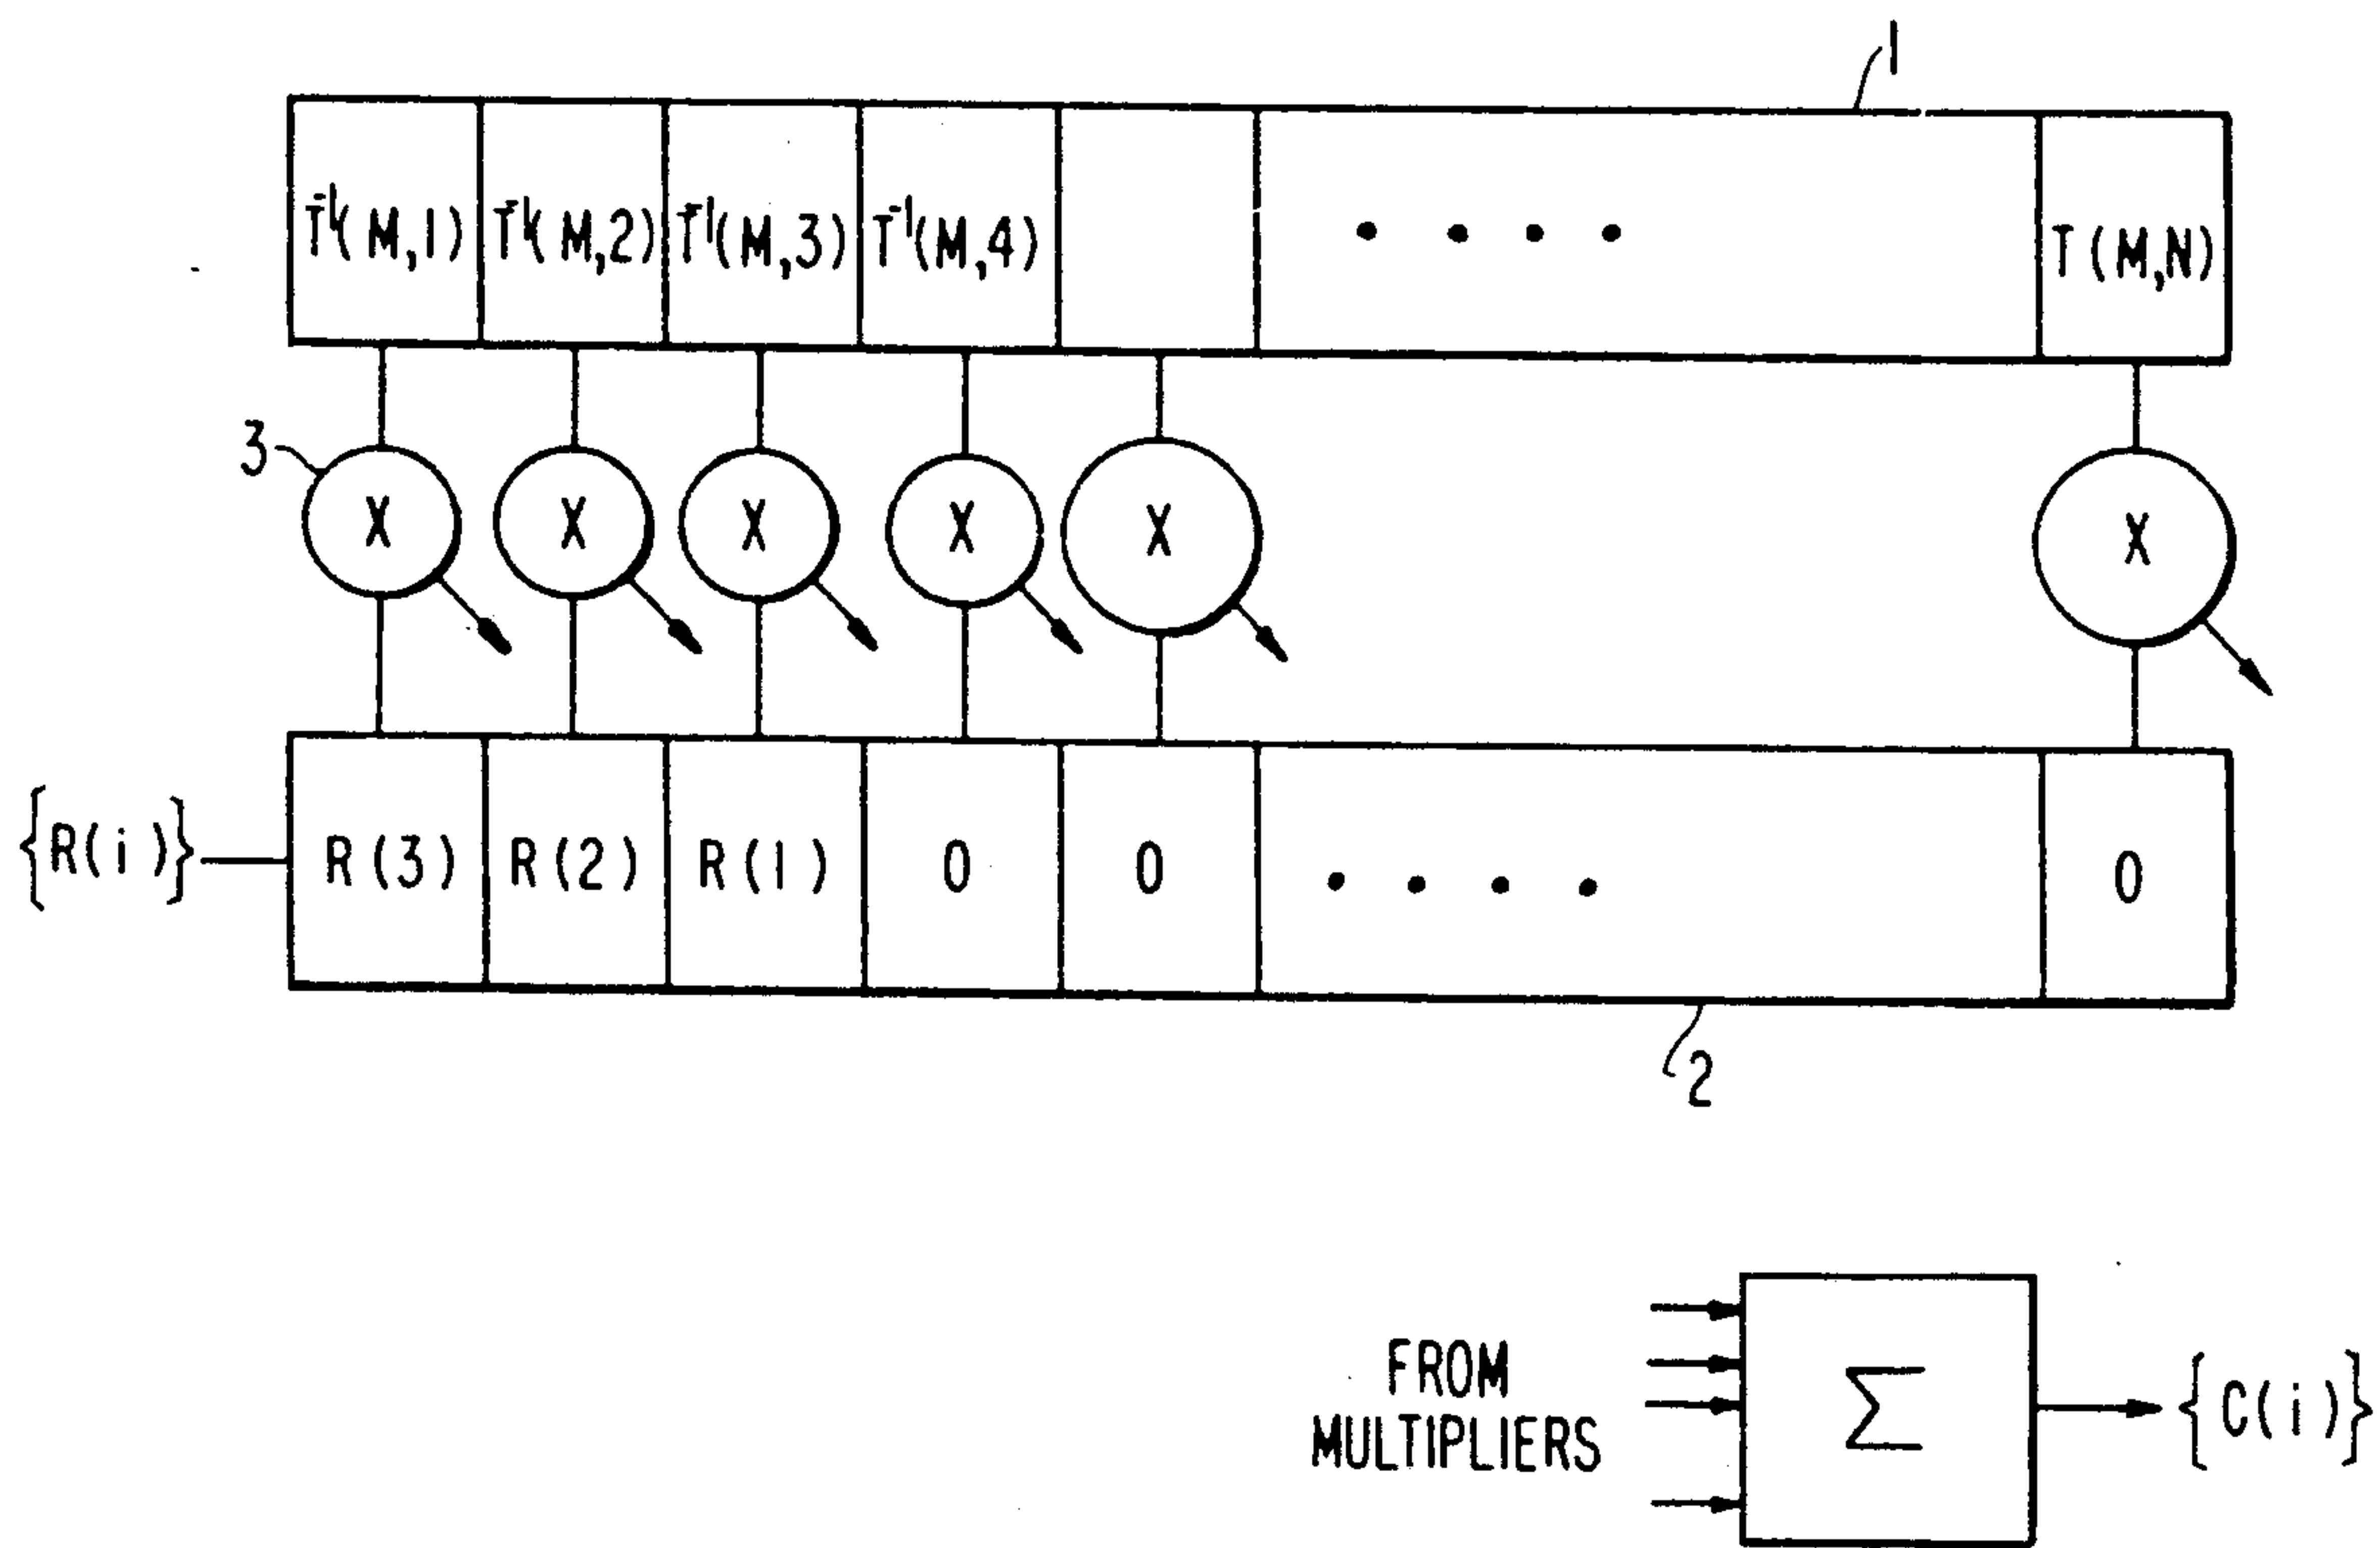 1
T⁻¹(M,1) T⁻¹(M,2) T⁻¹(M,3) T⁻¹(M,4) • • • • T(M,N)
3
X X X X X X
{R(i)} R(3) R(2) R(1) 0 0 • • • • 0
2
FROM
MULTIPLIERS
Σ
{C(i)}